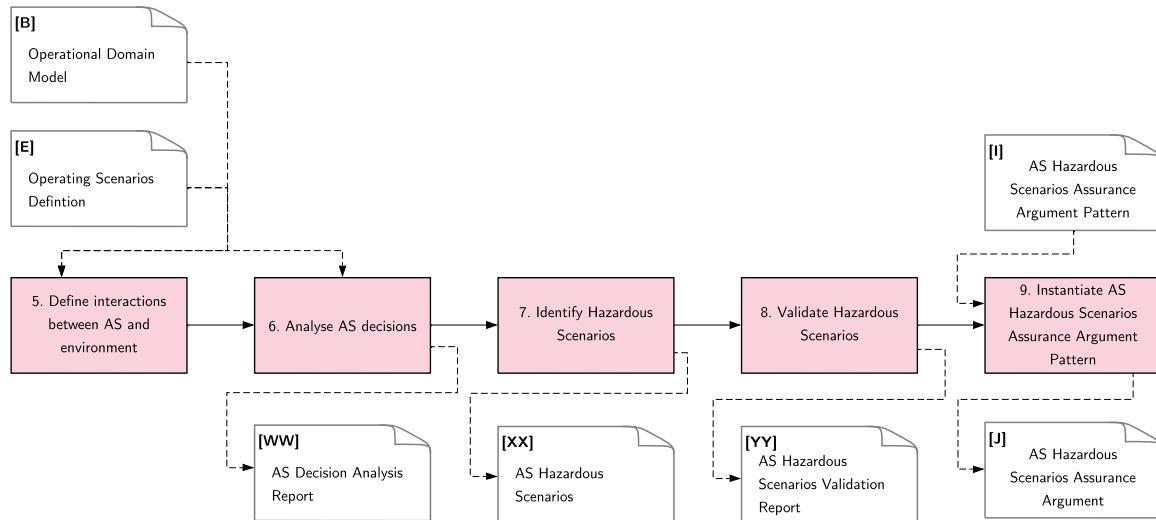 [B]
Operational Domain
Model
[E]
Operating Scenarios
Defintion
[I]
AS Hazardous
Scenarios Assurance
Argument Pattern
5. Define interactions
between AS and
environment
6. Analyse AS decisions
7. Identify Hazardous
Scenarios
8. Validate Hazardous
Scenarios
9. Instantiate AS
Hazardous Scenarios
Assurance Argument
Pattern
[WW]
AS Decision Analysis
Report
[XX]
AS Hazardous
Scenarios
[YY]
AS Hazardous
Scenarios Validation
Report
[J]
AS Hazardous
Scenarios Assurance
Argument